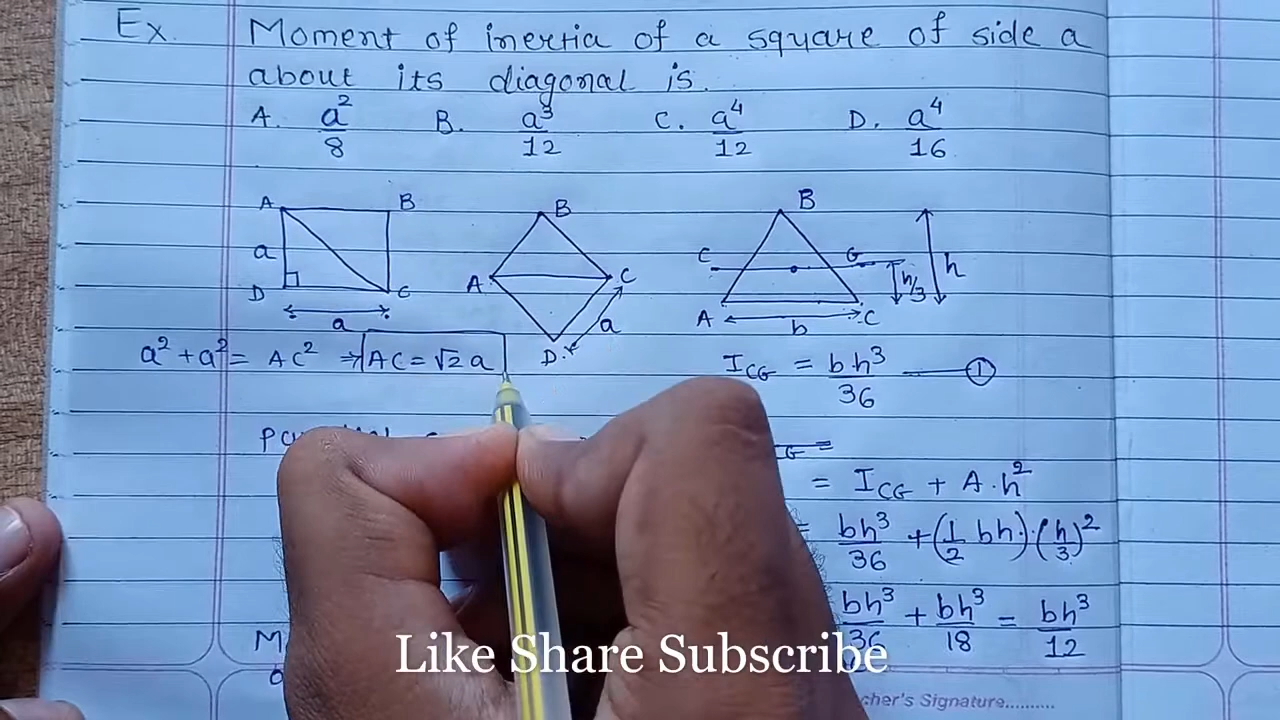 Ex. Moment of inertia of a square of side a
about its diagonal is.
A. a²/8 B. a³/12 C. a⁴/12 D. a⁴/16
A B
a
D C
a
B
A C
a
D
B
C G
h/3 h
A b C
a² + a² = AC² ⇒ AC = √2 a
I_CG = bh³/36 —— ①
= I_CG + A·h²
= bh³/36 + (1/2 bh)·(h/3)²
bh³/36 + bh³/18 = bh³/12
Like Share Subscribe
cher's Signature..........